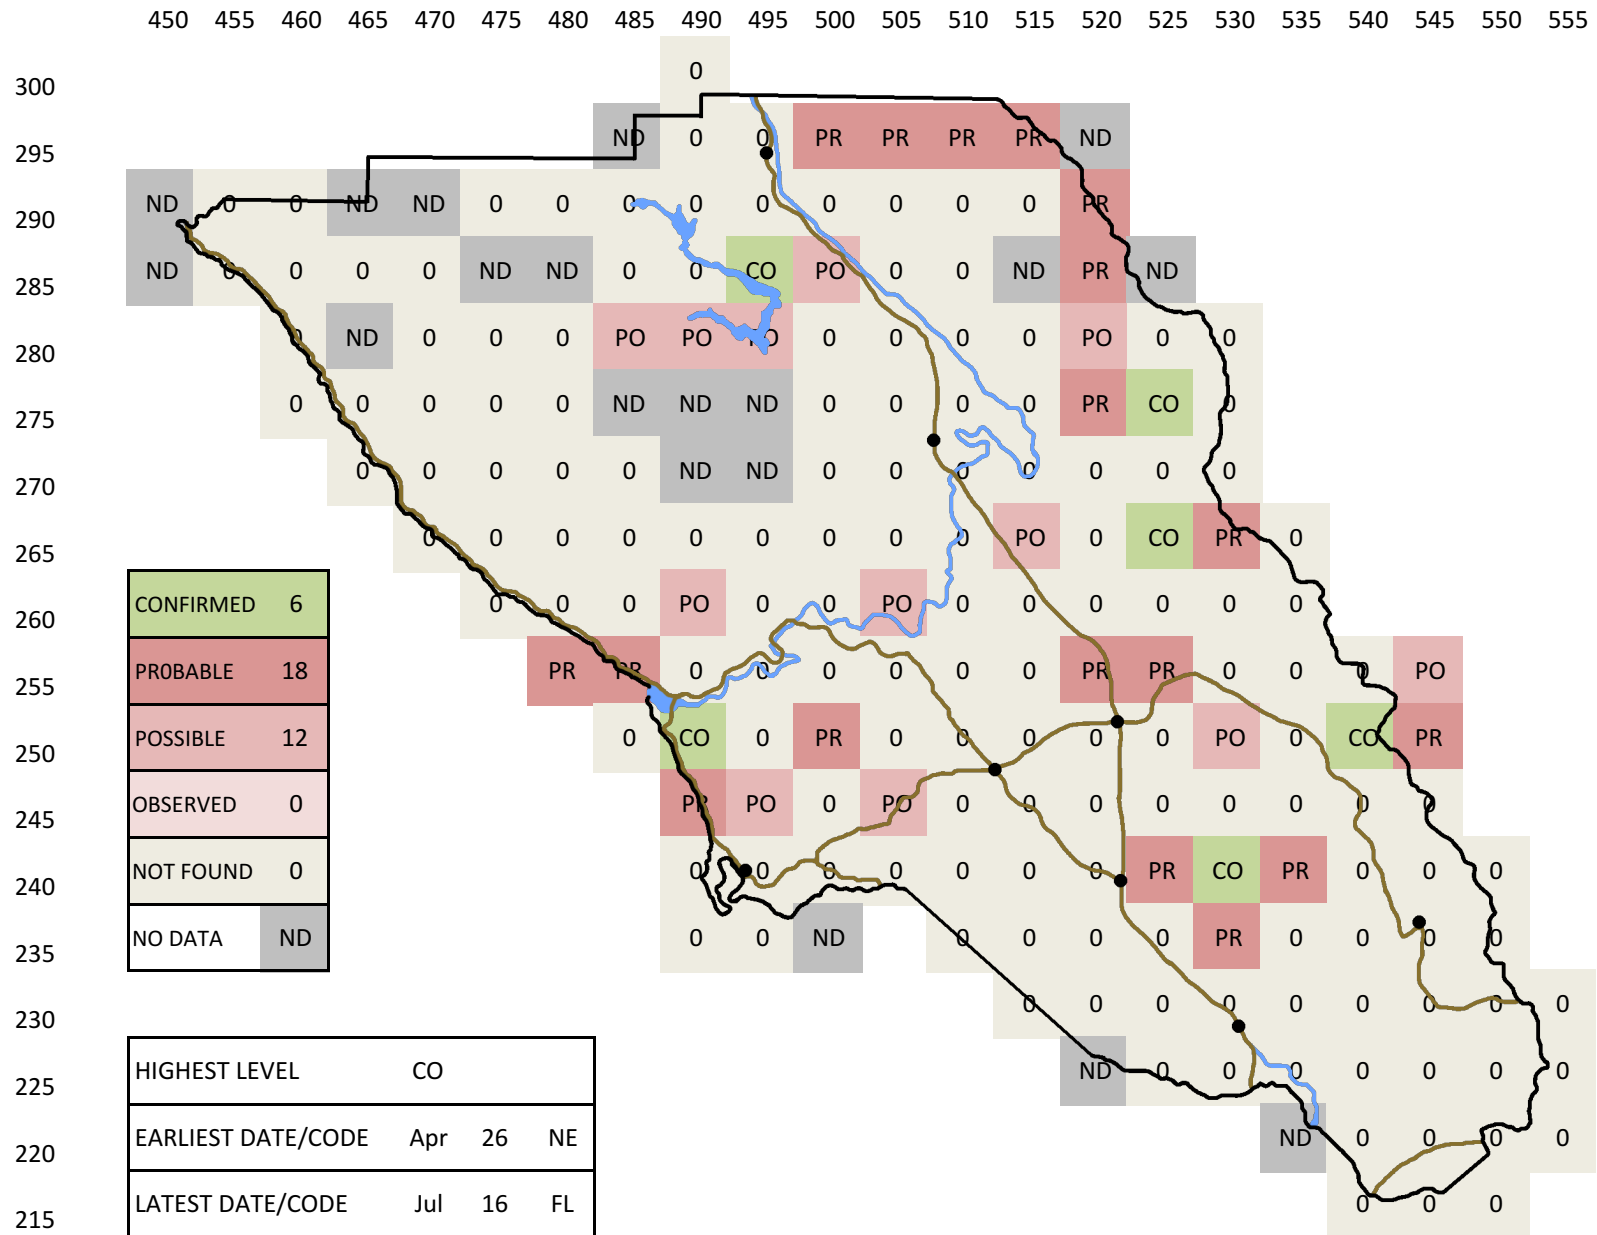 450 455 460 465 470 475 480 485 490 495 500 505 510 515 520 525 530 535 540 545 550 555
300 0
295 ND 0 0 PR PR PR PR ND
290 ND 0 0 ND ND 0 0 0 0 0 0 0 0 0 PR
285 ND 0 0 0 0 ND ND 0 0 CO PO 0 0 ND PR ND
280 0 ND 0 0 0 PO PO PO 0 0 0 0 PO 0 0
275 0 0 0 0 0 ND ND ND 0 0 0 0 PR CO 0
270 0 0 0 0 0 ND ND 0 0 0 0 0 0 0
265 0 0 0 0 0 0 0 0 0 PO 0 CO PR 0
260 0 0 0 PO 0 0 PO 0 0 0 0 0 0
255 PR PR 0 0 0 0 0 0 PR PR 0 0 0 PO
250 0 CO 0 PR 0 0 0 0 0 PO 0 CO PR
245 PR PO 0 PO 0 0 0 0 0 0 0 0
240 0 0 0 0 0 0 0 PR CO PR 0 0 0
235 0 0 ND 0 0 0 0 PR 0 0 0 0
230 0 0 0 0 0 0 0 0 0
225 ND 0 0 0 0 0 0 0
220 ND 0 0 0 0
215 0 0 0
CONFIRMED 6
PR0BABLE 18
POSSIBLE 12
OBSERVED 0
NOT FOUND 0
NO DATA ND
HIGHEST LEVEL CO
EARLIEST DATE/CODE Apr 26 NE
LATEST DATE/CODE Jul 16 FL